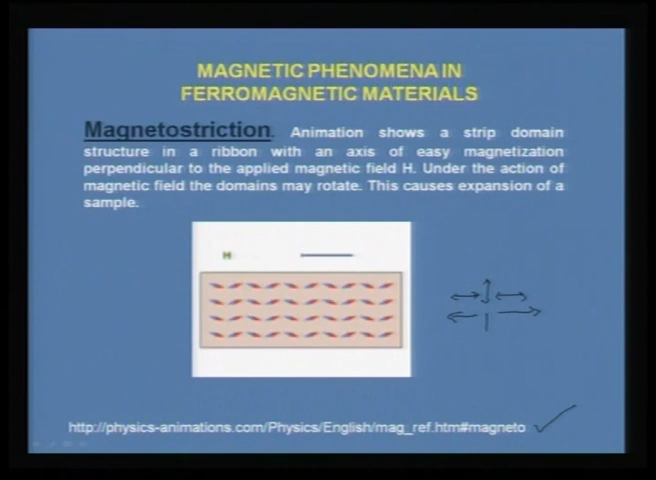 MAGNETIC PHENOMENA IN
FERROMAGNETIC MATERIALS
Magnetostriction. Animation shows a strip domain
structure in a ribbon with an axis of easy magnetization
perpendicular to the applied magnetic field H. Under the action of
magnetic field the domains may rotate. This causes expansion of a
sample.
H
http://physics-animations.com/Physics/English/mag_ref.htm#magneto